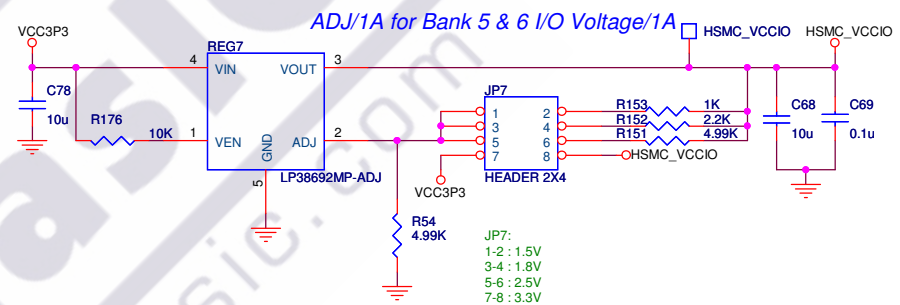 ADJ/1A for Bank 5 & 6 I/O Voltage/1A
VCC3P3
HSMC_VCCIO
HSMC_VCCIO
REG7
4
VIN
VOUT
3
C78
10u
R176
10K
1
VEN
GND
ADJ
2
5
LP38692MP-ADJ
JP7
1
2
3
4
5
6
7
8
HEADER 2X4
VCC3P3
R153
1K
R152
2.2K
R151
4.99K
HSMC_VCCIO
C68
10u
C69
0.1u
R54
4.99K
JP7:
1-2 : 1.5V
3-4 : 1.8V
5-6 : 2.5V
7-8 : 3.3V